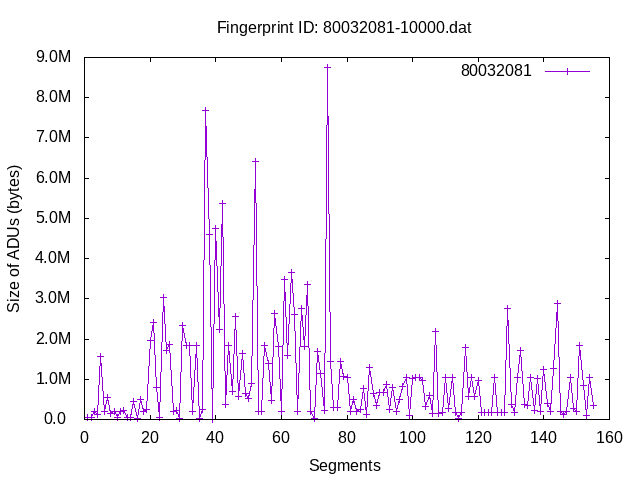 Fingerprint ID: 80032081-10000.dat
80032081
9.0M
8.0M
7.0M
6.0M
5.0M
4.0M
3.0M
2.0M
1.0M
0.0
Size of ADUs (bytes)
0 20 40 60 80 100 120 140 160
Segments